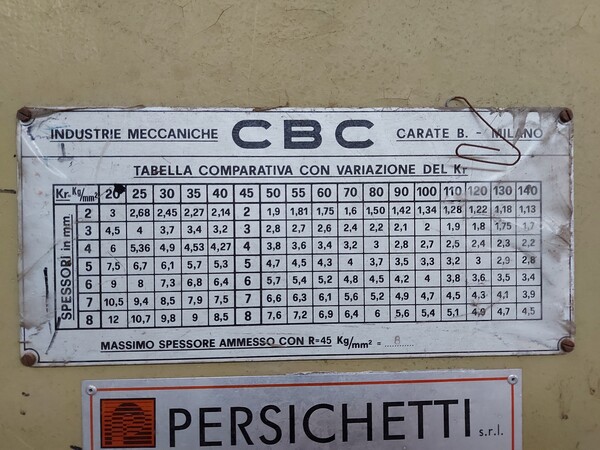 INDUSTRIE MECCANICHE CBC CARATE B. - MILANO
TABELLA COMPARATIVA CON VARIAZIONE DEL Kr
Kr. Kg/mm² 20 25 30 35 40 45 50 55 60 70 80 90 100 110 120 130 140
SPESSORI in mm
2 3 2,68 2,45 2,27 2,14 2 1,9 1,81 1,75 1,6 1,50 1,42 1,34 1,28 1,22 1,18 1,13
3 4,5 4 3,7 3,4 3,2 3 2,8 2,7 2,6 2,4 2,2 2,1 2 1,9 1,8 1,75 1,7
4 6 5,36 4,9 4,53 4,27 4 3,8 3,6 3,4 3,2 3 2,8 2,7 2,5 2,4 2,3 2,2
5 7,5 6,7 6,1 5,7 5,3 5 4,7 4,5 4,3 4 3,7 3,5 3,3 3,2 3 2,9 2,8
6 9 8 7,3 6,8 6,4 6 5,7 5,4 5,2 4,8 4,5 4,2 4 3,8 3,6 3,5 3,4
7 10,5 9,4 8,5 7,9 7,5 7 6,6 6,3 6,1 5,6 5,2 4,9 4,7 4,5 4,3 4,1 3,9
8 12 10,7 9,8 9 8,5 8 7,6 7,2 6,9 6,4 6 5,6 5,4 5,1 4,9 4,7 4,5
MASSIMO SPESSORE AMMESSO CON R=45 Kg/mm² = 8
PERSICHETTI s.r.l.